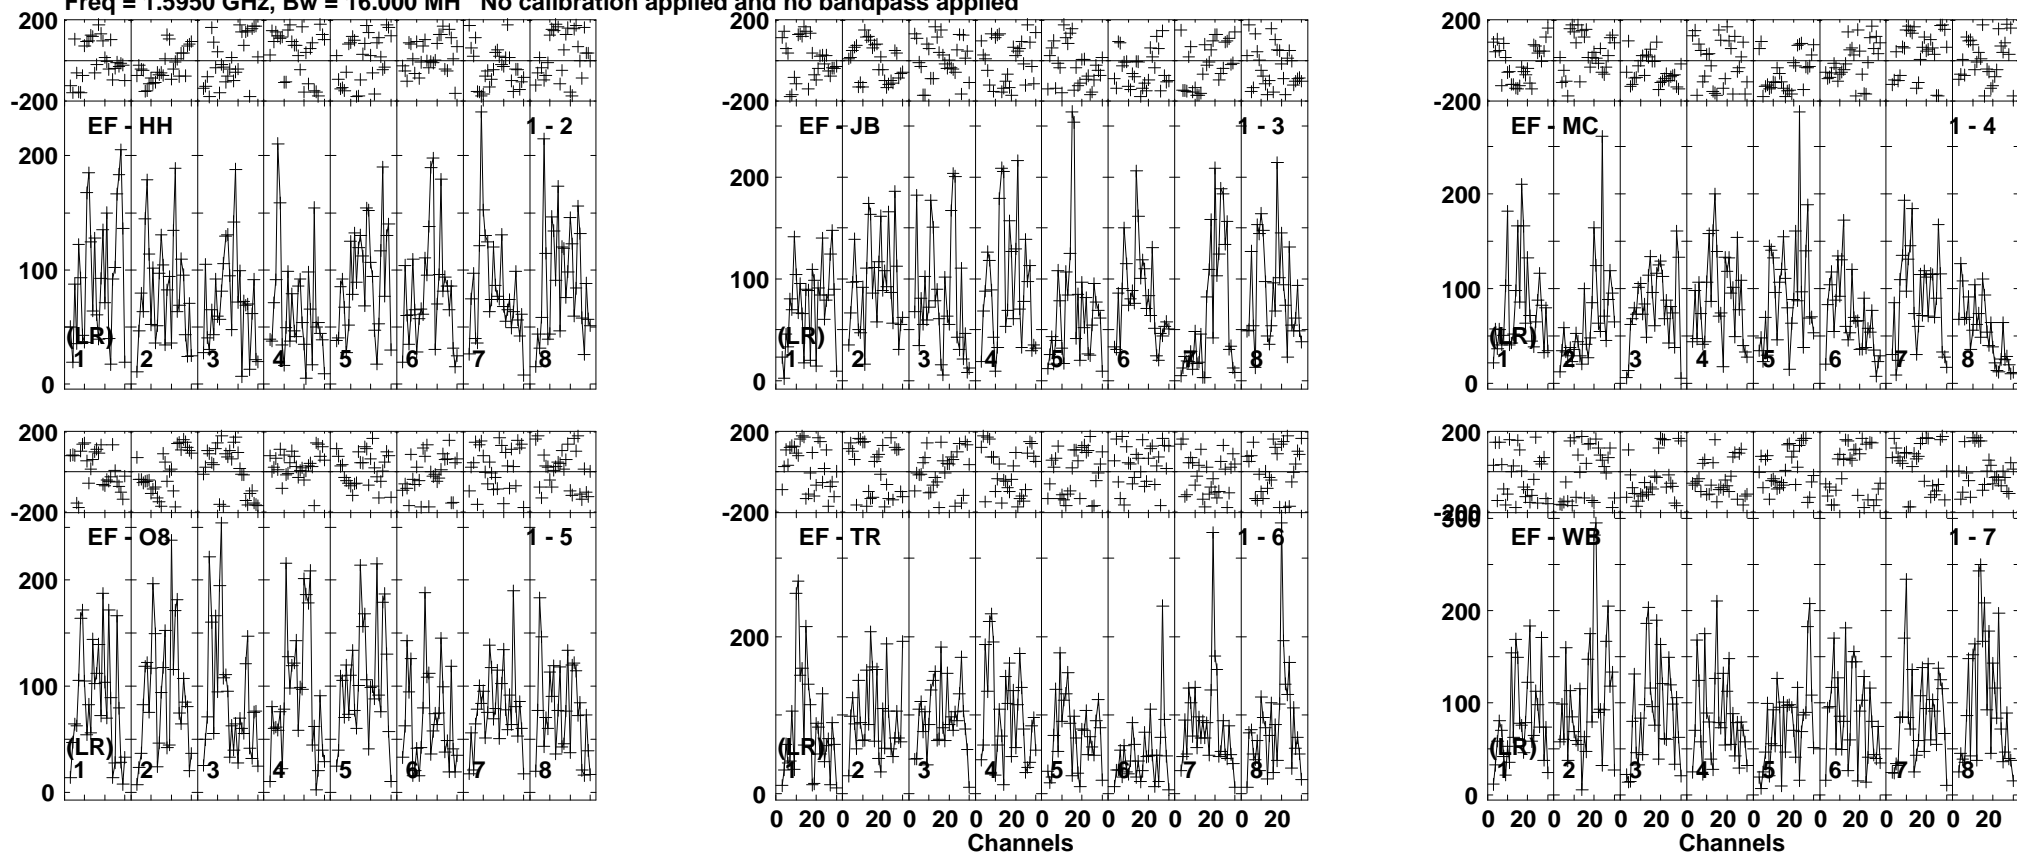 Freq = 1.5950 GHz, Bw = 16.000 MH No calibration applied and no bandpass applied
200 200 200
-200 -200 -200
EF - HH 1 - 2 EF - JB 1 - 3 EF - MC 1 - 4
200 200 200
100 100 100
(LR) (LR) (LR)
1 2 3 4 5 6 7 8 1 2 3 4 5 6 7 8 1 2 3 4 5 6 7 8
0 0 0
200 200 200
-200 -200 -200
300
EF - O8 1 - 5 EF - TR 1 - 6 EF - WB 1 - 7
200 200 200
100 100
(LR) (LR) (LR)
1 2 3 4 5 6 7 8 1 2 3 4 5 6 7 8 1 2 3 4 5 6 7 8
0 0 0
0 20 0 20 0 20 0 20 0 20 0 20 0 20 0 20 0 20 0 20 0 20 0 20 0 20 0 20 0 20 0 20
Channels Channels